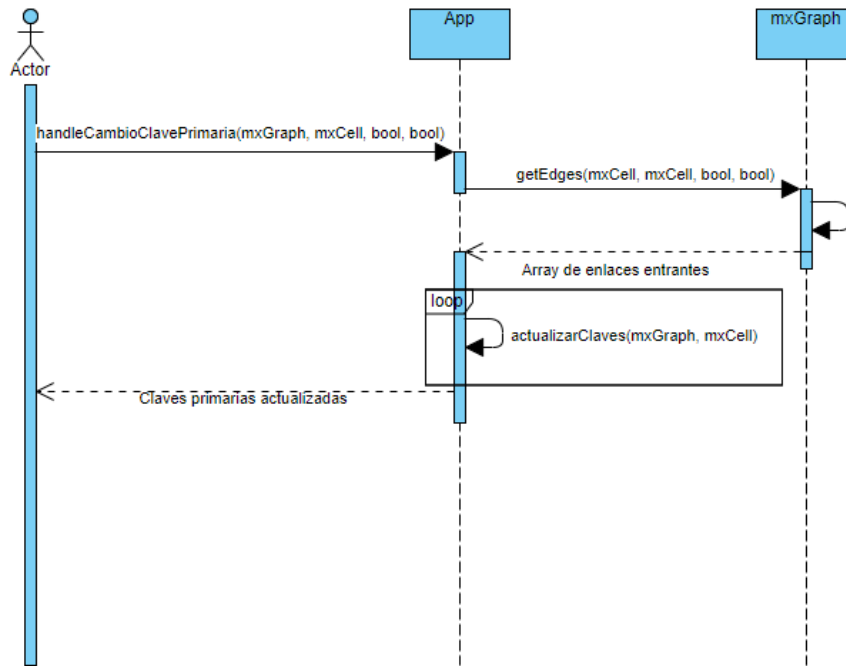 App
mxGraph
Actor
handleCambioClavePrimaria(mxGraph, mxCell, bool, bool)
getEdges(mxCell, mxCell, bool, bool)
Array de enlaces entrantes
loop
actualizarClaves(mxGraph, mxCell)
Claves primarias actualizadas